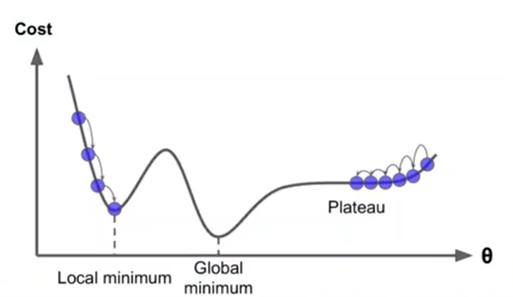 Cost
Plateau
θ
Local minimum
Global
minimum